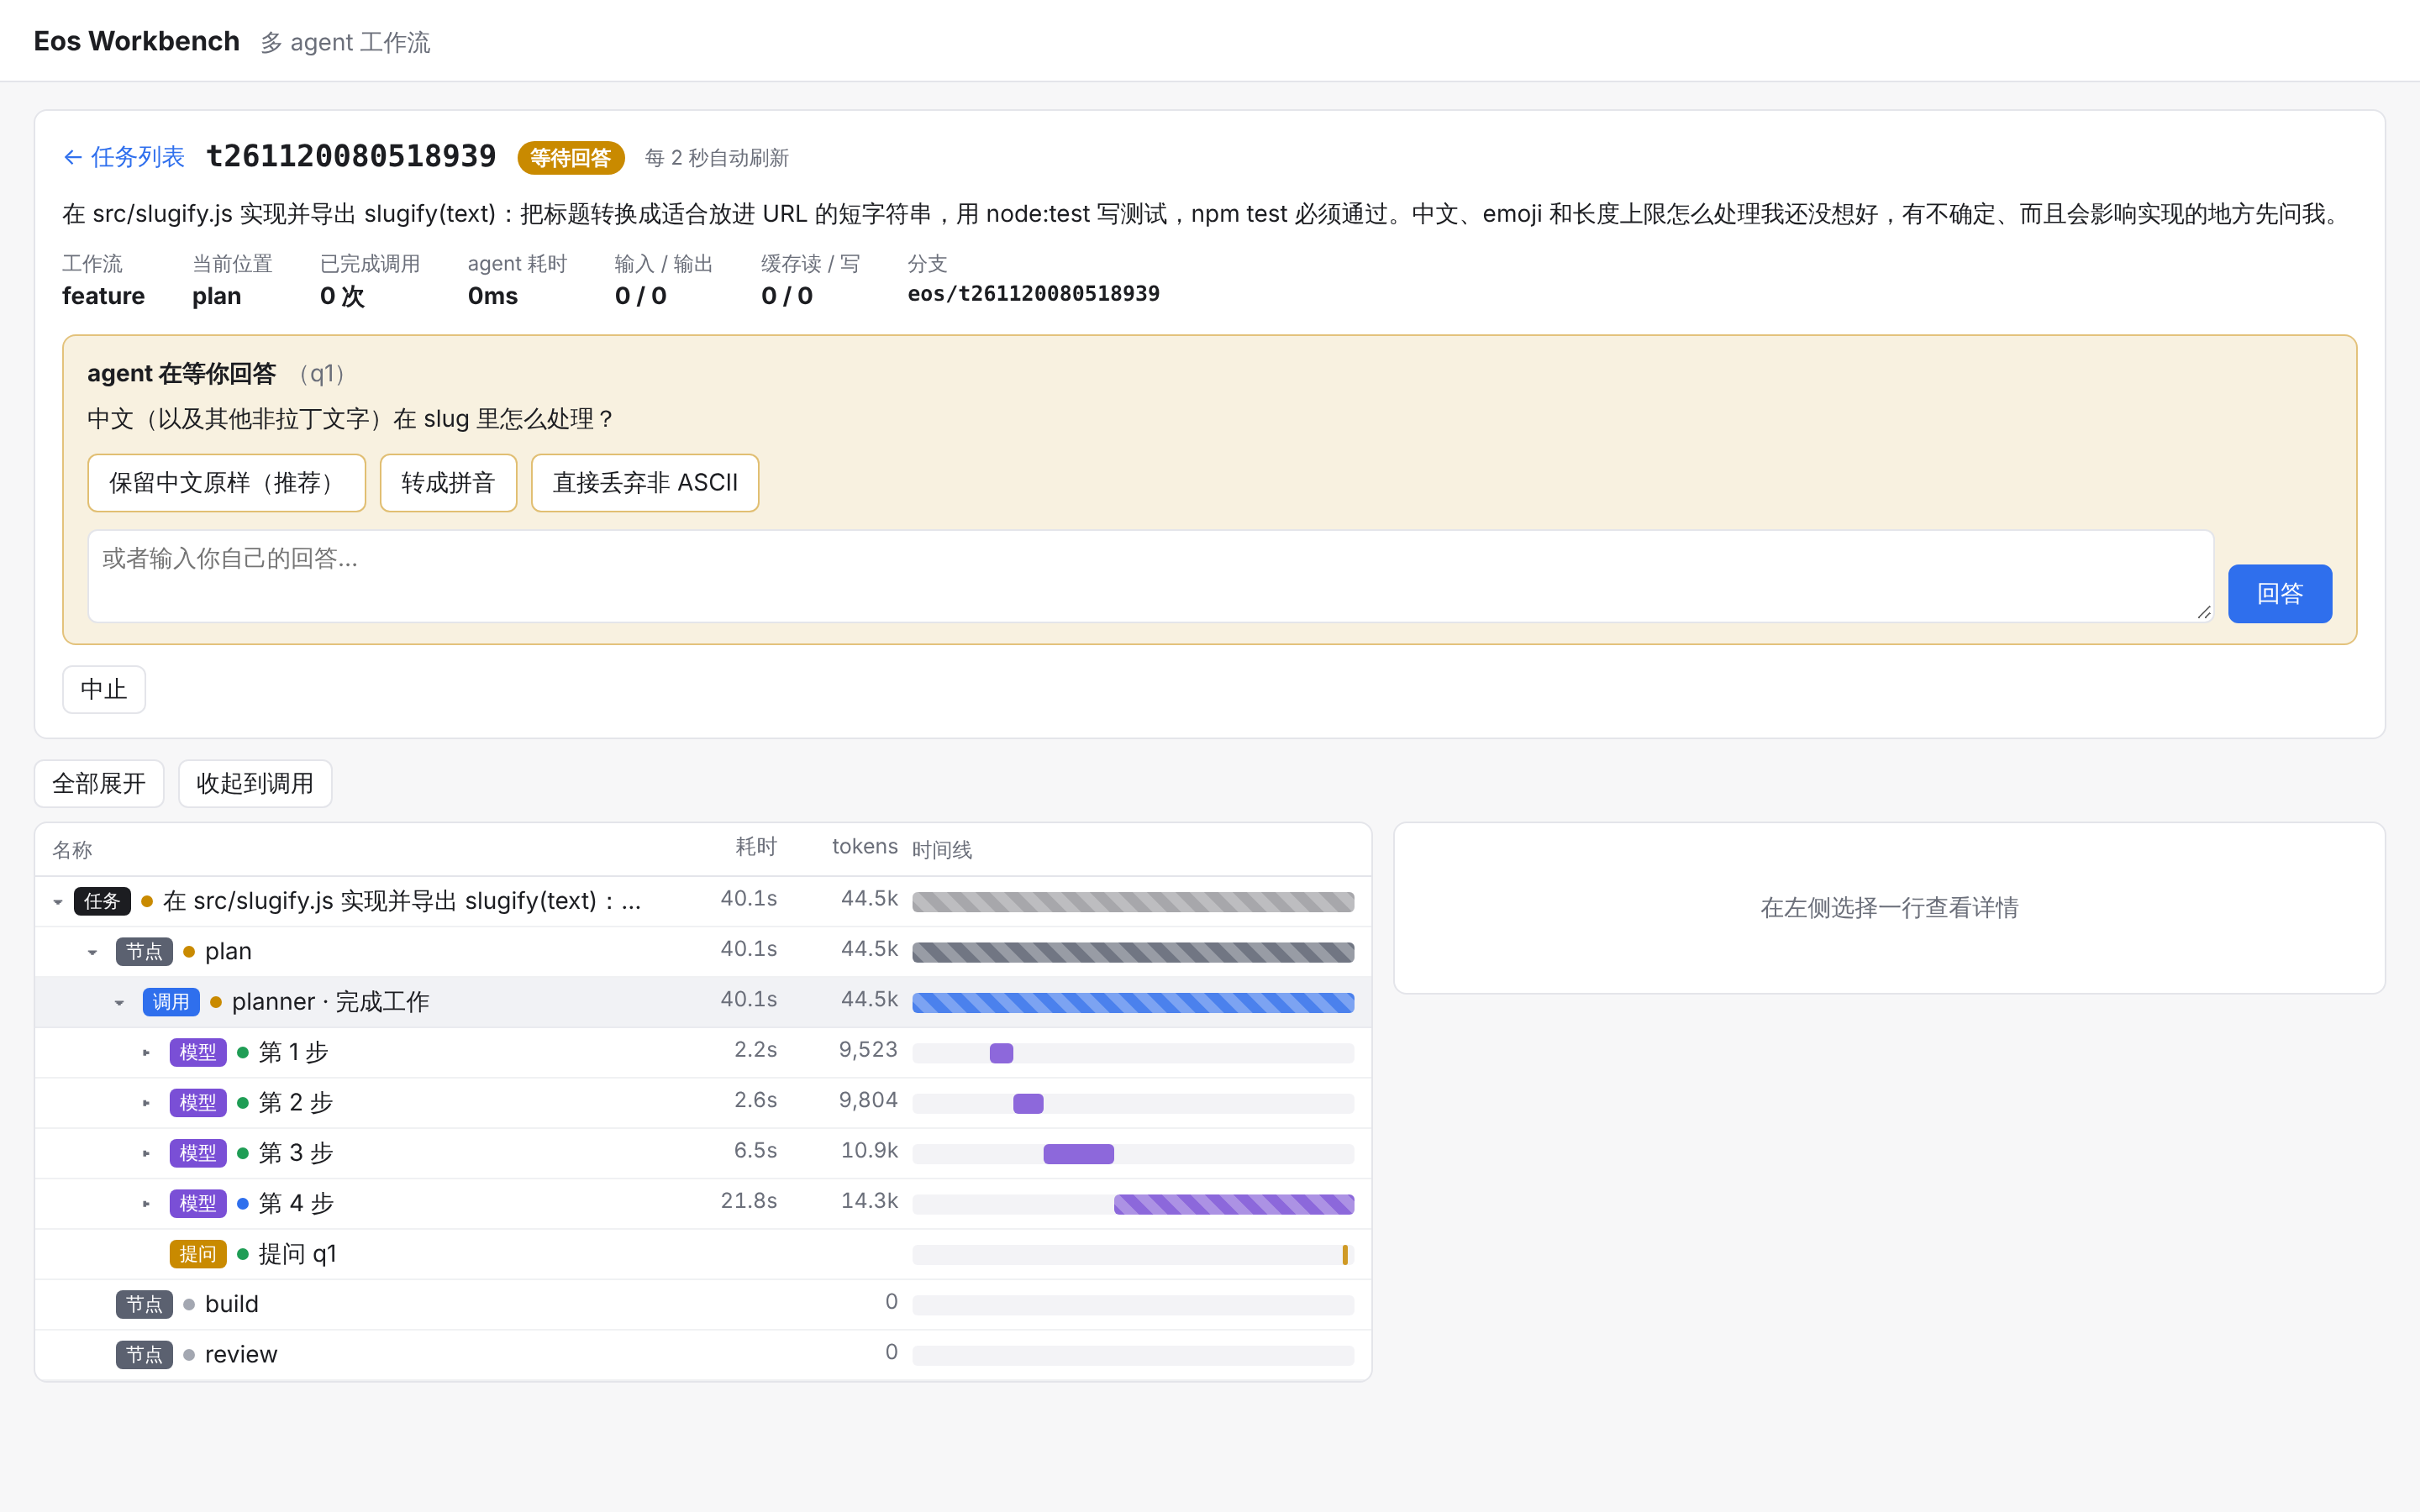 Eos Workbench 多 agent 工作流
← 任务列表 t261120080518939 等待回答 每 2 秒自动刷新
在 src/slugify.js 实现并导出 slugify(text)：把标题转换成适合放进 URL 的短字符串，用 node:test 写测试，npm test 必须通过。中文、emoji 和长度上限怎么处理我还没想好，有不确定、而且会影响实现的地方先问我。
工作流 当前位置 已完成调用 agent 耗时 输入 / 输出 缓存读 / 写 分支
feature plan 0 次 0ms 0 / 0 0 / 0 eos/t261120080518939
agent 在等你回答 （q1）
中文（以及其他非拉丁文字）在 slug 里怎么处理？
保留中文原样（推荐） 转成拼音 直接丢弃非 ASCII
或者输入你自己的回答...
回答
中止
全部展开 收起到调用
名称 耗时 tokens 时间线
任务 在 src/slugify.js 实现并导出 slugify(text)：... 40.1s 44.5k
节点 plan 40.1s 44.5k
调用 planner · 完成工作 40.1s 44.5k
模型 第 1 步 2.2s 9,523
模型 第 2 步 2.6s 9,804
模型 第 3 步 6.5s 10.9k
模型 第 4 步 21.8s 14.3k
提问 提问 q1
节点 build 0
节点 review 0
在左侧选择一行查看详情